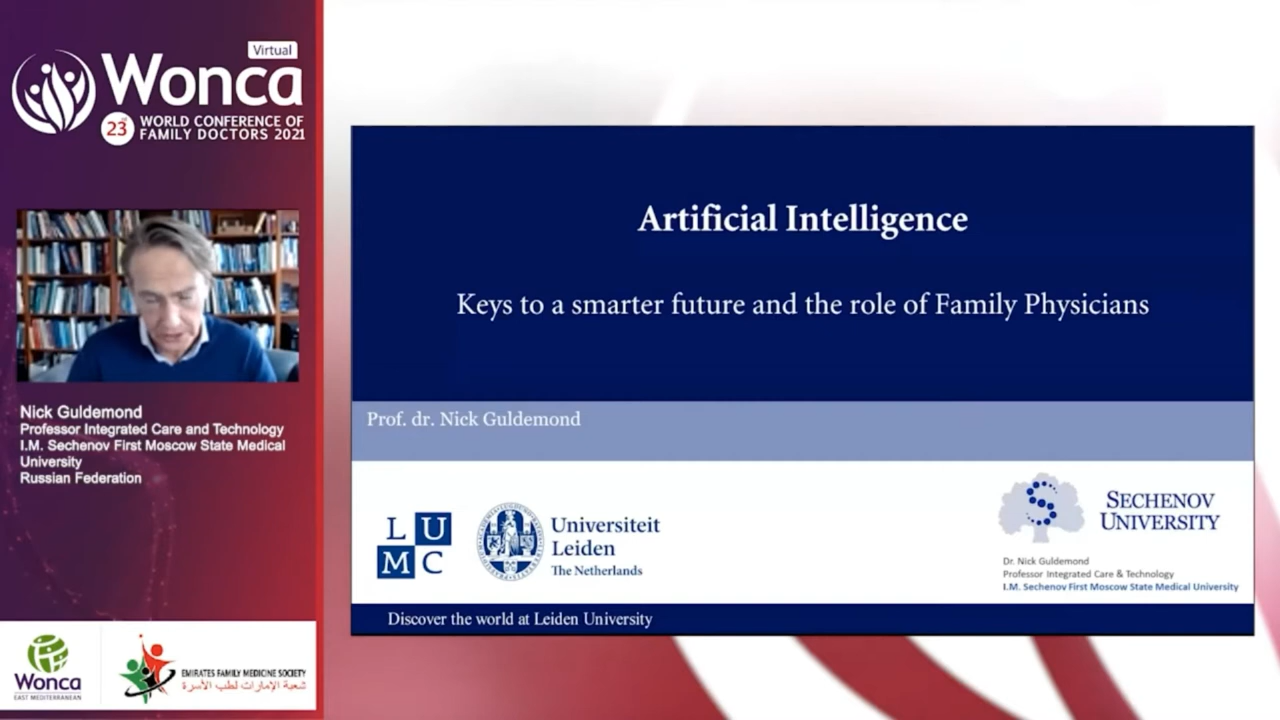 Virtual
Wonca
23rd WORLD CONFERENCE OF
FAMILY DOCTORS 2021
Nick Guldemond
Professor Integrated Care and Technology
I.M. Sechenov First Moscow State Medical
University
Russian Federation
Wonca
EAST MEDITERRANEAN
EMIRATES FAMILY MEDICINE SOCIETY
شعبة الإمارات لطب الأسرة
Artificial Intelligence
Keys to a smarter future and the role of Family Physicians
Prof. dr. Nick Guldemond
L U
M C
Universiteit
Leiden
The Netherlands
SECHENOV
UNIVERSITY
Dr. Nick Guldemond
Professor Integrated Care & Technology
I.M. Sechenov First Moscow State Medical University
Discover the world at Leiden University